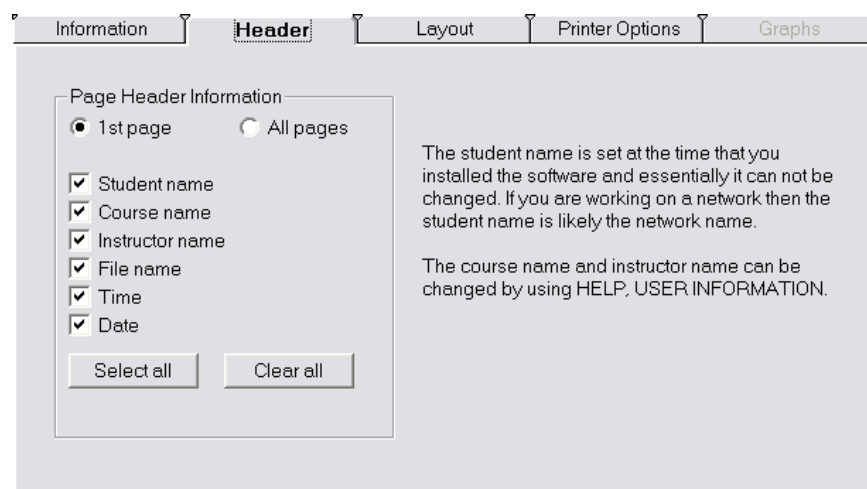 Information Header Layout Printer Options Graphs
Page Header Information
1st page All pages
Student name
Course name
Instructor name
File name
Time
Date
Select all Clear all
The student name is set at the time that you
installed the software and essentially it can not be
changed. If you are working on a network then the
student name is likely the network name.
The course name and instructor name can be
changed by using HELP, USER INFORMATION.